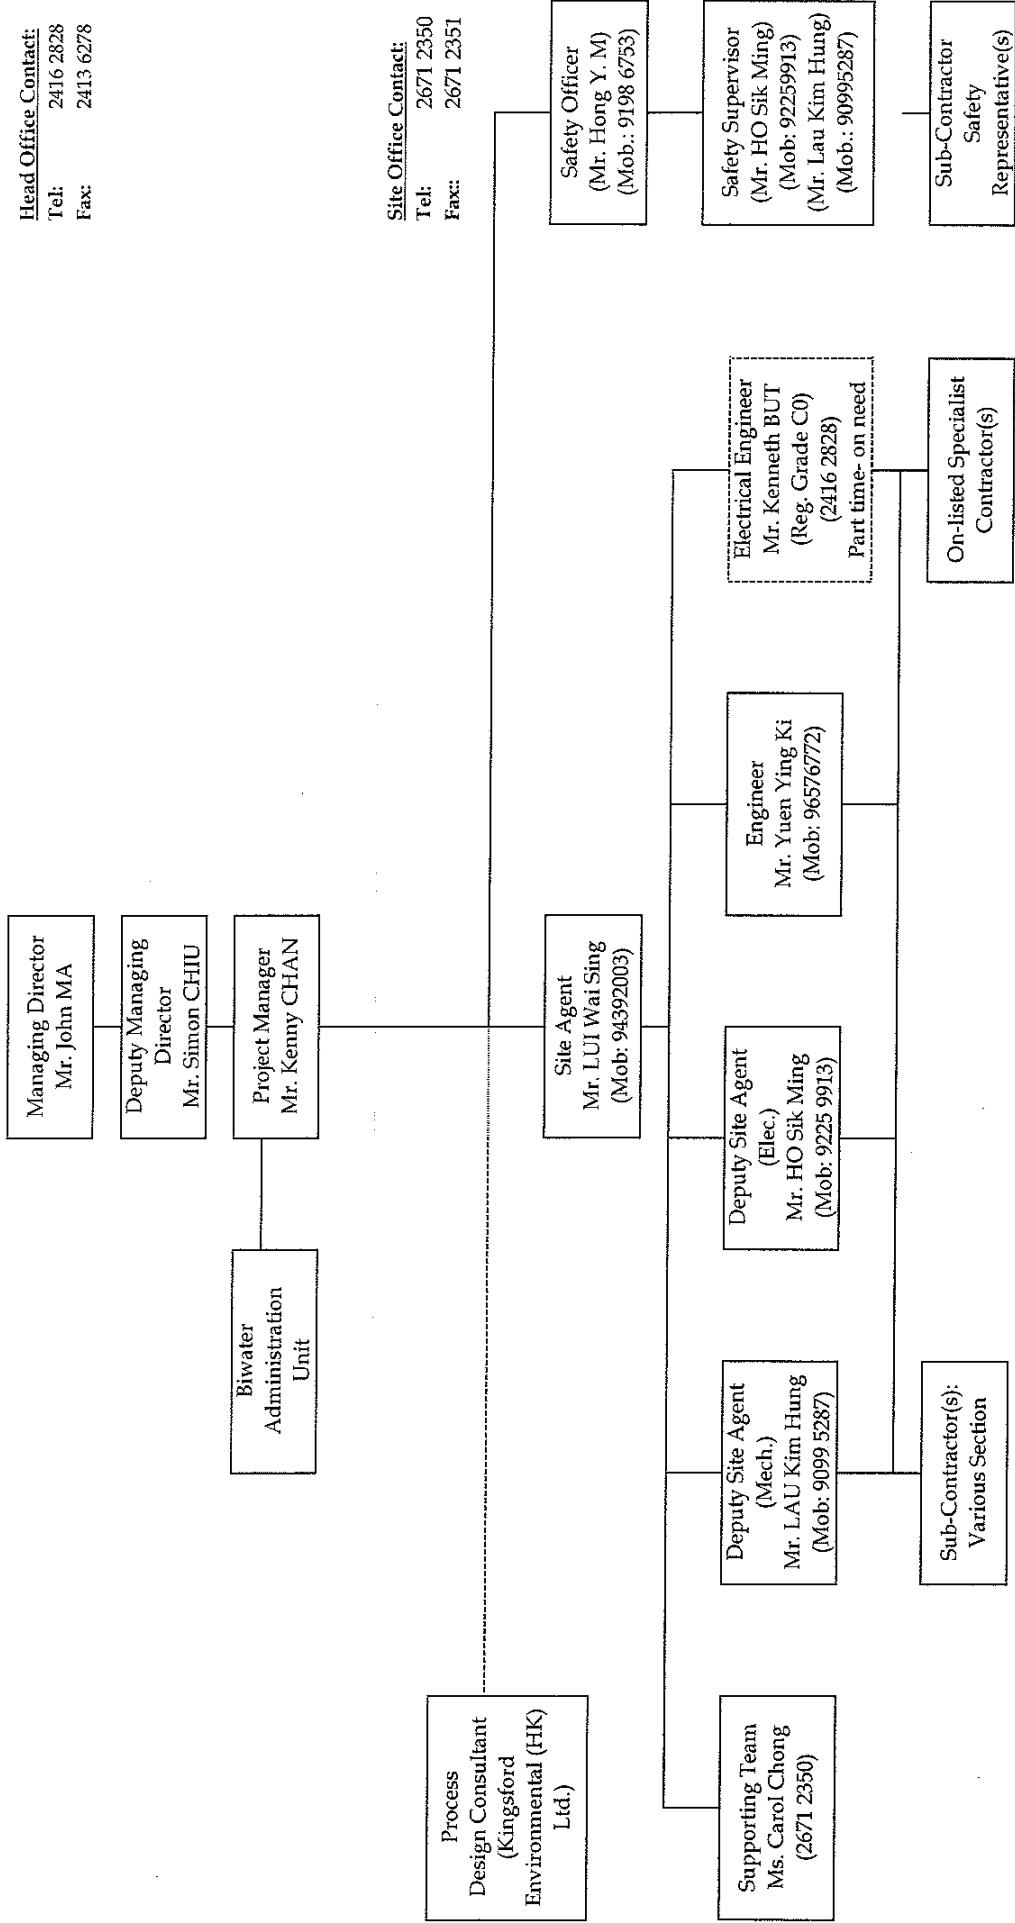 Head Office Contact:
Tel: 2416 2828
Fax: 2413 6278
Managing Director
Mr. John MA
Deputy Managing
Director
Mr. Simon CHIU
Biwater
Administration
Unit
Project Manager
Mr. Kenny CHAN
Site Office Contact:
Tel: 2671 2350
Fax:: 2671 2351
Process
Design Consultant
(Kingsford
Environmental (HK)
Ltd.)
Site Agent
Mr. LUI Wai Sing
(Mob: 94392003)
Safety Officer
(Mr. Hong Y. M)
(Mob.: 9198 6753)
Supporting Team
Ms. Carol Chong
(2671 2350)
Deputy Site Agent
(Mech.)
Mr. LAU Kim Hung
(Mob: 9099 5287)
Deputy Site Agent
(Elec.)
Mr. HO Sik Ming
(Mob: 9225 9913)
Engineer
Mr. Yuen Ying Ki
(Mob: 96576772)
Electrical Engineer
Mr. Kenneth BUT
(Reg. Grade C0)
(2416 2828)
Part time- on need
Safety Supervisor
(Mr. HO Sik Ming)
(Mob: 92259913)
(Mr. Lau Kim Hung)
(Mob.: 90995287)
Sub-Contractor(s):
Various Section
On-listed Specialist
Contractor(s)
Sub-Contractor
Safety
Representative(s)